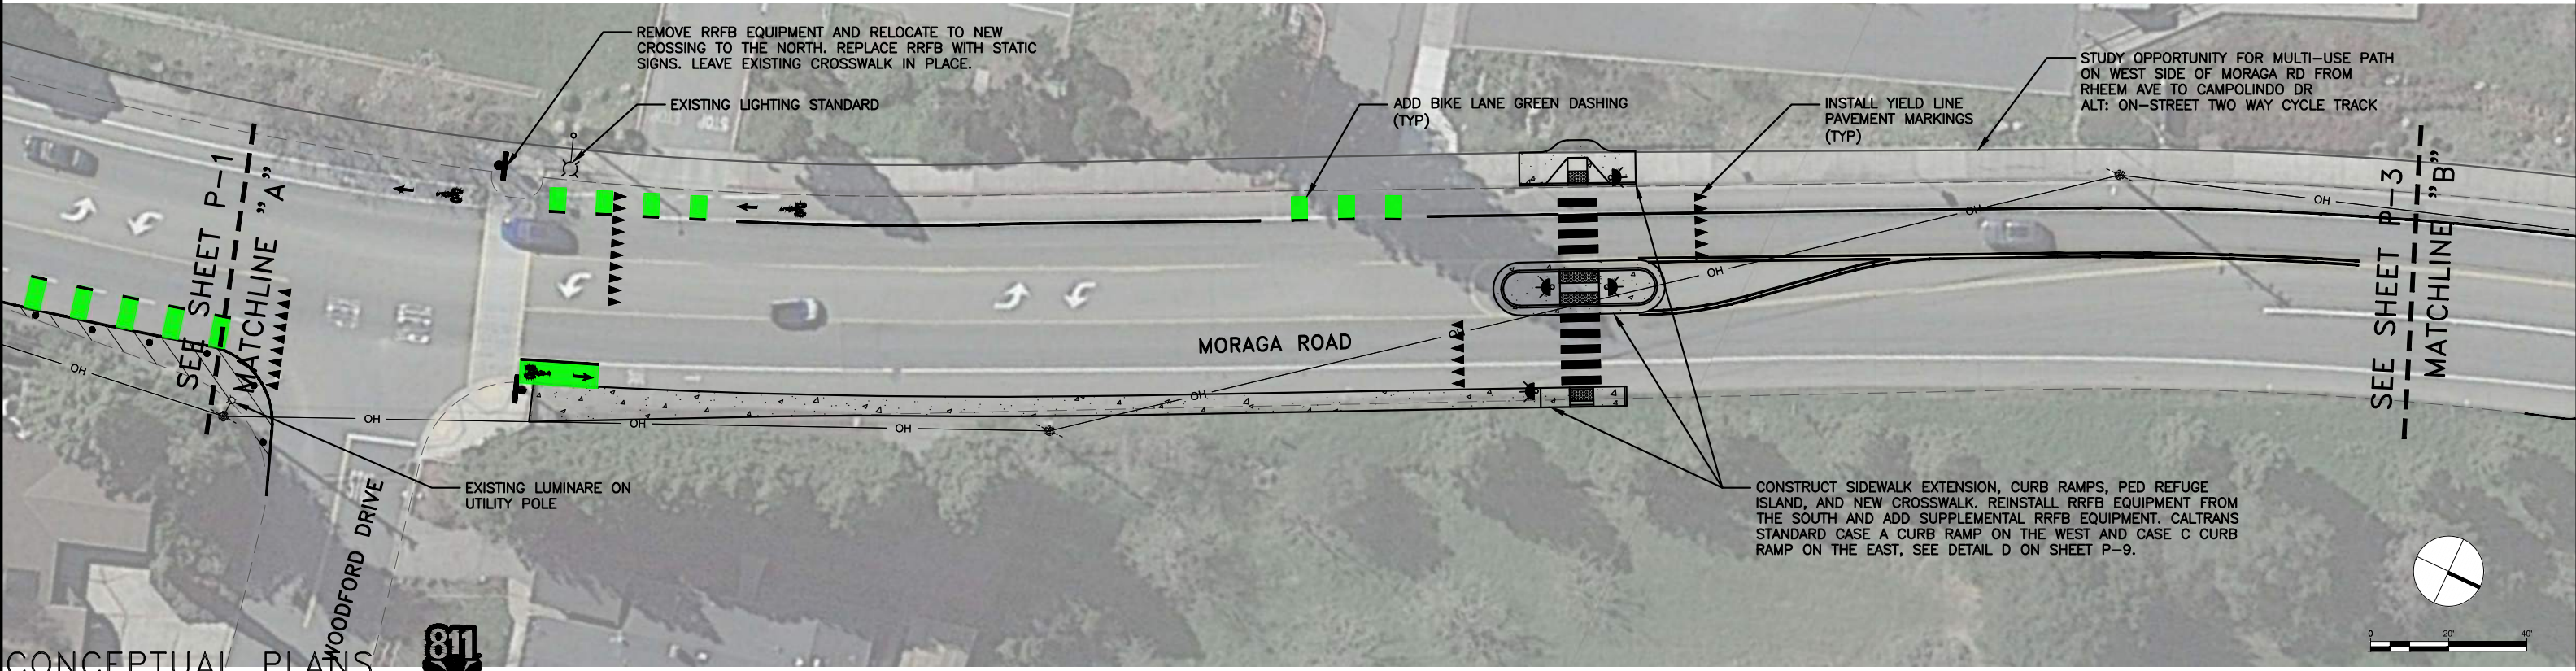 REMOVE RRFB EQUIPMENT AND RELOCATE TO NEW
CROSSING TO THE NORTH. REPLACE RRFB WITH STATIC
SIGNS. LEAVE EXISTING CROSSWALK IN PLACE.
EXISTING LIGHTING STANDARD
ADD BIKE LANE GREEN DASHING
(TYP)
INSTALL YIELD LINE
PAVEMENT MARKINGS
(TYP)
STUDY OPPORTUNITY FOR MULTI-USE PATH
ON WEST SIDE OF MORAGA RD FROM
RHEEM AVE TO CAMPOLINDO DR
ALT: ON-STREET TWO WAY CYCLE TRACK
SEE SHEET P-1
MATCHLINE "A"
SEE SHEET P-3
MATCHLINE "B"
STOP
OH
OH
OH
MORAGA ROAD
OH
OH
OH
OH
OH
EXISTING LUMINARE ON
UTILITY POLE
WOODFORD DRIVE
CONSTRUCT SIDEWALK EXTENSION, CURB RAMPS, PED REFUGE
ISLAND, AND NEW CROSSWALK. REINSTALL RRFB EQUIPMENT FROM
THE SOUTH AND ADD SUPPLEMENTAL RRFB EQUIPMENT. CALTRANS
STANDARD CASE A CURB RAMP ON THE WEST AND CASE C CURB
RAMP ON THE EAST, SEE DETAIL D ON SHEET P-9.
811
CONCEPTUAL PLANS
0 20' 40'